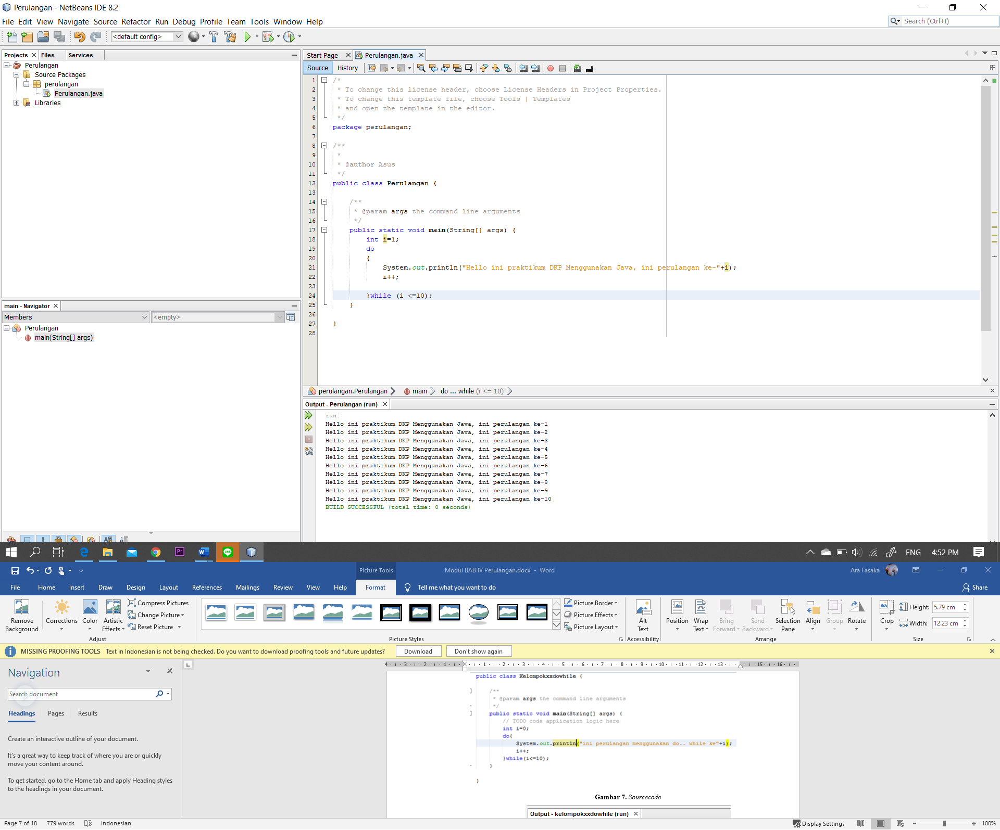 Perulangan - NetBeans IDE 8.2
File Edit View Navigate Source Refactor Run Debug Profile Team Tools Window Help
Search (Ctrl+I)
<default config>
Projects
Files
Services
Perulangan
Source Packages
perulangan
Perulangan.java
Libraries
main - Navigator
Members
<empty>
Perulangan
main(String[] args)
Start Page
Perulangan.java
Source
History
1 /*
2 * To change this license header, choose License Headers in Project Properties.
3 * To change this template file, choose Tools | Templates
4 * and open the template in the editor.
5 */
6 package perulangan;
7
8 /**
9 *
10 * @author Asus
11 */
12 public class Perulangan {
13
14 /**
15 * @param args the command line arguments
16 */
17 public static void main(String[] args) {
18 int i=1;
19 do
20 {
21 System.out.println("Hello ini praktikum DKP Menggunakan Java, ini perulangan ke-"+i);
22 i++;
23
24 }while (i <=10);
25 }
26
27 }
28
perulangan.Perulangan
main
do ... while (i <= 10)
Output - Perulangan (run)
run:
Hello ini praktikum DKP Menggunakan Java, ini perulangan ke-1
Hello ini praktikum DKP Menggunakan Java, ini perulangan ke-2
Hello ini praktikum DKP Menggunakan Java, ini perulangan ke-3
Hello ini praktikum DKP Menggunakan Java, ini perulangan ke-4
Hello ini praktikum DKP Menggunakan Java, ini perulangan ke-5
Hello ini praktikum DKP Menggunakan Java, ini perulangan ke-6
Hello ini praktikum DKP Menggunakan Java, ini perulangan ke-7
Hello ini praktikum DKP Menggunakan Java, ini perulangan ke-8
Hello ini praktikum DKP Menggunakan Java, ini perulangan ke-9
Hello ini praktikum DKP Menggunakan Java, ini perulangan ke-10
BUILD SUCCESSFUL (total time: 0 seconds)
Pr
ENG
4:52 PM
Picture Tools
Modul BAB IV Perulangan.docx - Word
Ara Fasaka
File Home Insert Draw Design Layout References Mailings Review View Help Format Tell me what you want to do
Share
Remove Background
Corrections
Color
Artistic Effects
Compress Pictures
Change Picture
Reset Picture
Adjust
Picture Styles
Picture Border
Picture Effects
Picture Layout
Alt Text
Accessibility
Position
Wrap Text
Bring Forward
Send Backward
Selection Pane
Align
Group
Rotate
Arrange
Crop
Height: 5.79 cm
Width: 12.23 cm
Size
MISSING PROOFING TOOLS Text in Indonesian is not being checked. Do you want to download proofing tools and future updates?
Download
Don't show again
Navigation
Search document
Headings Pages Results
Create an interactive outline of your document.
It's a great way to keep track of where you are or quickly
move your content around.
To get started, go to the Home tab and apply Heading styles
to the headings in your document.
4 3 2 1 1 2 3 4 5 6 7 8 9 10 11 12 13 15 16
public class Kelompokxxdowhile {
/**
* @param args the command line arguments
*/
public static void main(String[] args) {
// TODO code application logic here
int i=0;
do{
System.out.println("ini perulangan menggunakan do.. while ke"+i);
i++;
}while(i<=10);
}
}
Gambar 7. Sourcecode
Output - kelompokxxdowhile (run)
Page 7 of 18
779 words
Indonesian
Display Settings
100%